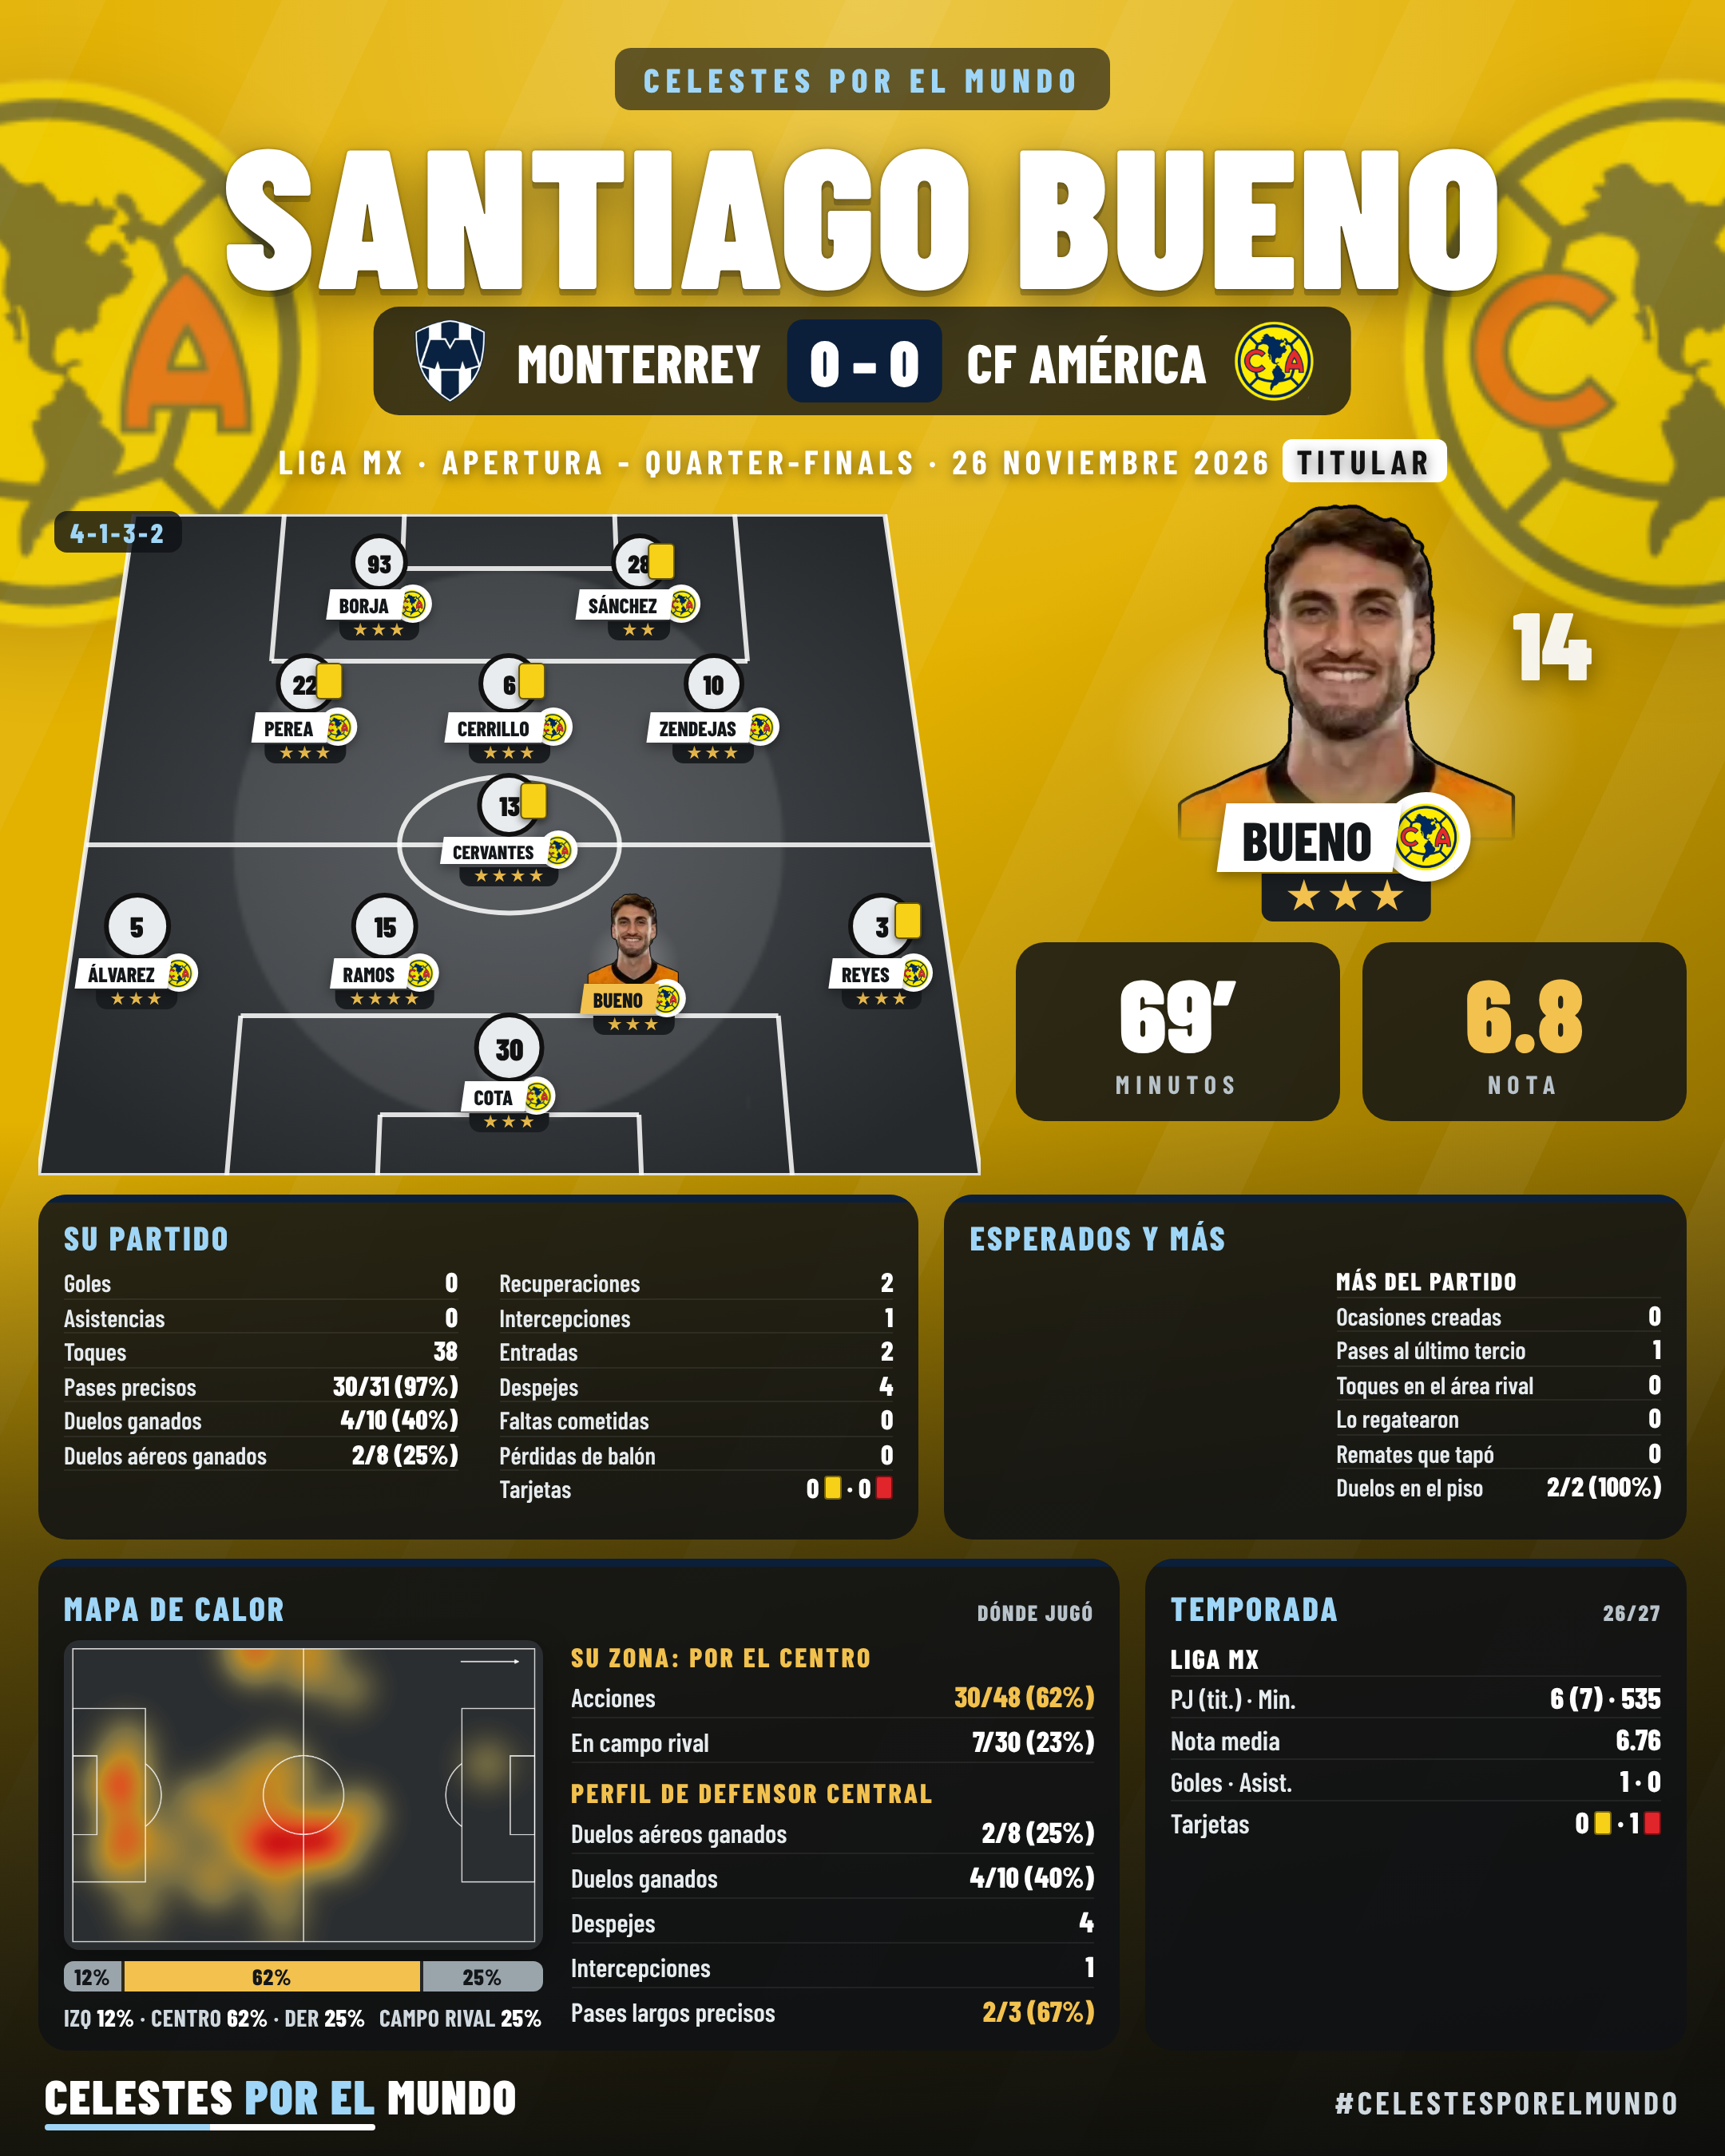 CELESTES POR EL MUNDO
SANTIAGO BUENO
MONTERREY 0 - 0 CF AMÉRICA
LIGA MX · APERTURA - QUARTER-FINALS · 26 NOVIEMBRE 2026 TITULAR
4-1-3-2
93
BORJA
28
SÁNCHEZ
22
PEREA
6
CERRILLO
10
ZENDEJAS
13
CERVANTES
5
ÁLVAREZ
15
RAMOS
BUENO
3
REYES
30
COTA
14
BUENO
69'
MINUTOS
6.8
NOTA
SU PARTIDO
Goles 0
Asistencias 0
Toques 38
Pases precisos 30/31 (97%)
Duelos ganados 4/10 (40%)
Duelos aéreos ganados 2/8 (25%)
Recuperaciones 2
Intercepciones 1
Entradas 2
Despejes 4
Faltas cometidas 0
Pérdidas de balón 0
Tarjetas 0 · 0
ESPERADOS Y MÁS
MÁS DEL PARTIDO
Ocasiones creadas 0
Pases al último tercio 1
Toques en el área rival 0
Lo regatearon 0
Remates que tapó 0
Duelos en el piso 2/2 (100%)
MAPA DE CALOR
DÓNDE JUGÓ
12% 62% 25%
IZQ 12% · CENTRO 62% · DER 25% CAMPO RIVAL 25%
SU ZONA: POR EL CENTRO
Acciones 30/48 (62%)
En campo rival 7/30 (23%)
PERFIL DE DEFENSOR CENTRAL
Duelos aéreos ganados 2/8 (25%)
Duelos ganados 4/10 (40%)
Despejes 4
Intercepciones 1
Pases largos precisos 2/3 (67%)
TEMPORADA 26/27
LIGA MX
PJ (tit.) · Min. 6 (7) · 535
Nota media 6.76
Goles · Asist. 1 · 0
Tarjetas 0 · 1
CELESTES POR EL MUNDO
#CELESTESPORELMUNDO